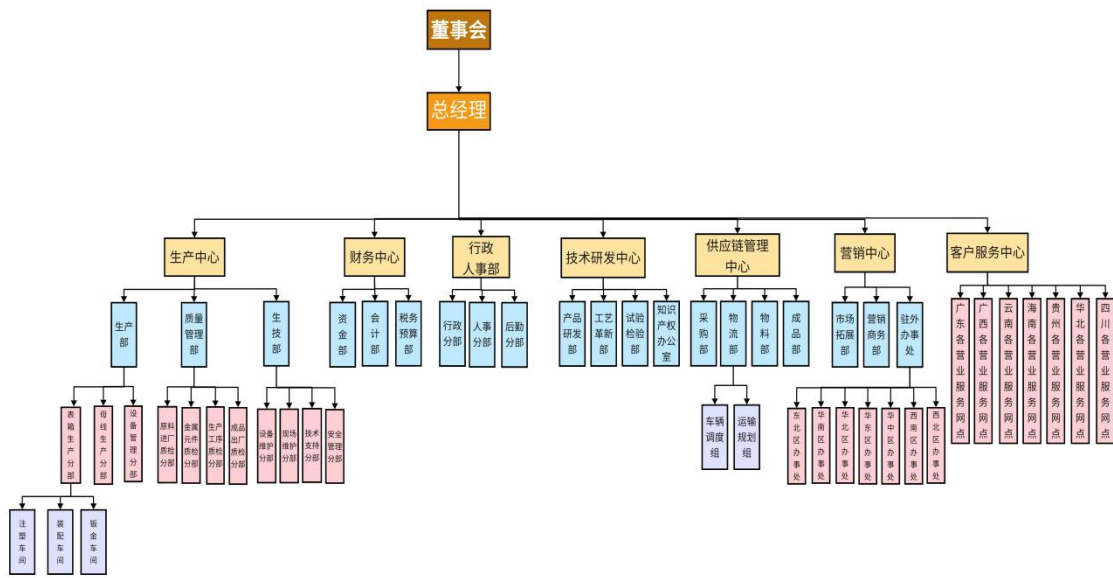 董事会
总经理
生产中心
财务中心
行政
人事部
技术研发中心
供应链管理
中心
营销中心
客户服务中心
生产部
质量
管理
部
生技部
资金部
会计部
税务
预算
部
行政
分部
人事
分部
后勤
分部
产品
研发
部
工艺
革新
部
试验
检验
部
知识
产权
办公
室
采购部
物流部
物料部
成品部
市场
拓展
部
营销
商务
部
驻外
办事
处
广东各营业服务网点
广西各营业服务网点
云南各营业服务网点
海南各营业服务网点
贵州各营业服务网点
华北各营业服务网点
四川各营业服务网点
表箱生产分部
母线生产分部
设备管理分部
原料
进厂
质检
分部
金属
元件
质检
分部
生产
工序
质检
分部
成品
出厂
质检
分部
设备
维护
分部
现场
维护
分部
技术
支持
分部
安全
管理
分部
车辆
调度
组
运输
规划
组
东北区办事处
华南区办事处
华北区办事处
华东区办事处
华中区办事处
西南区办事处
西北区办事处
注塑车间
装配车间
钣金车间